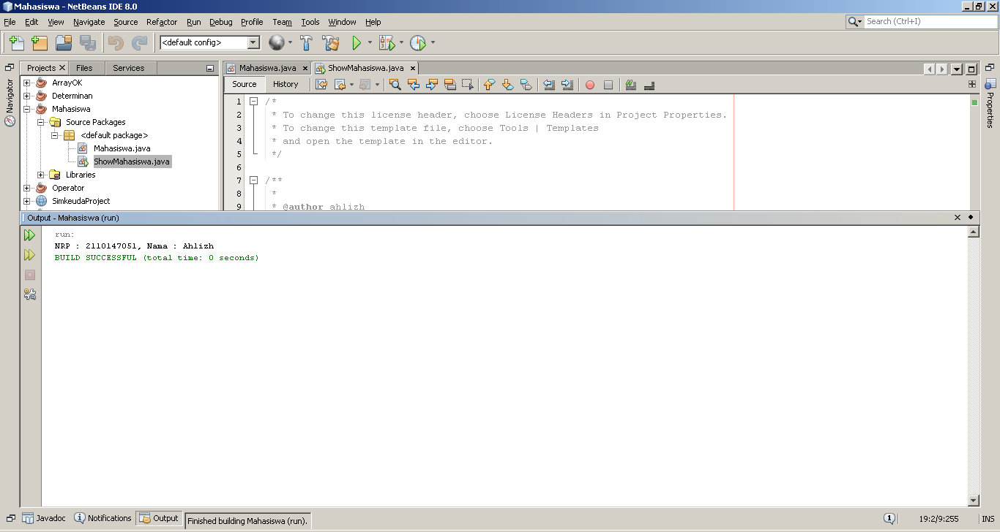 Mahasiswa - NetBeans IDE 8.0
File Edit View Navigate Source Refactor Run Debug Profile Team Tools Window Help
Search (Ctrl+I)
<default config>
Projects Files Services
Navigator
ArrayOK
Determinan
Mahasiswa
Source Packages
<default package>
Mahasiswa.java
ShowMahasiswa.java
Libraries
Operator
SimkeudaProject
Mahasiswa.java ShowMahasiswa.java
Source History
1 /*
2 * To change this license header, choose License Headers in Project Properties.
3 * To change this template file, choose Tools | Templates
4 * and open the template in the editor.
5 */
6
7 /**
8 *
9 * @author ahlizh
Properties
Output - Mahasiswa (run)
run:
NRP : 2110147051, Nama : Ahlizh
BUILD SUCCESSFUL (total time: 0 seconds)
Javadoc Notifications Output Finished building Mahasiswa (run). 1 19:2/9:255 INS